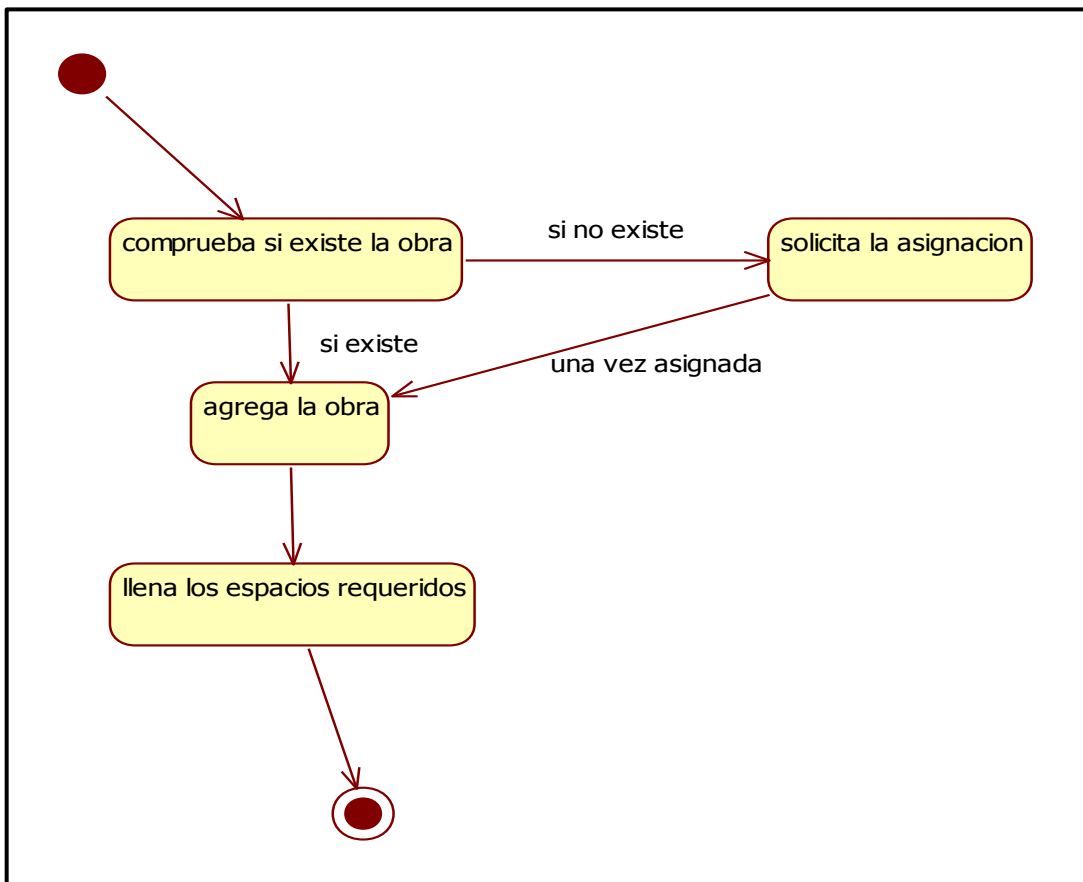 comprueba si existe la obra
si no existe
solicita la asignacion
si existe
una vez asignada
agrega la obra
llena los espacios requeridos